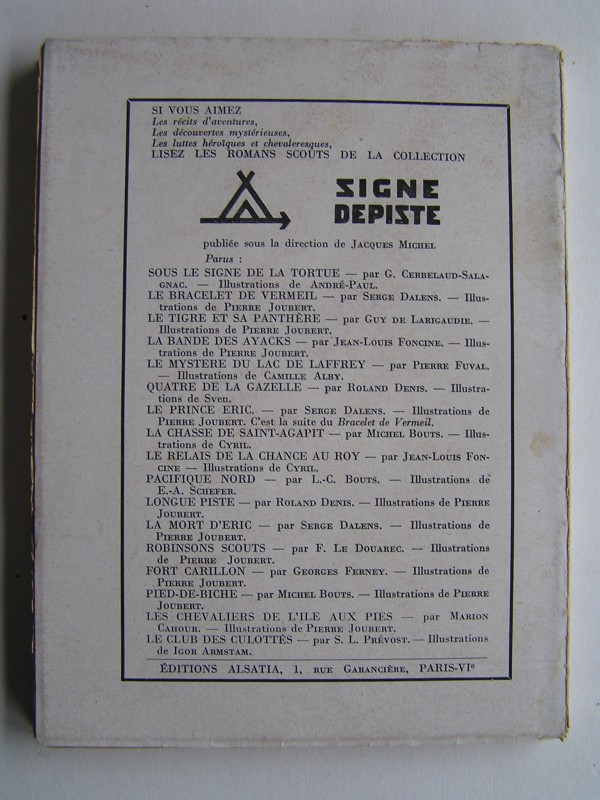 SI VOUS AIMEZ
Les récits d'aventures,
Les découvertes mystérieuses,
Les luttes héroïques et chevaleresques,
LISEZ LES ROMANS SCOUTS DE LA COLLECTION
SIGNE
DEPISTE
publiée sous la direction de JACQUES MICHEL
Parus :
SOUS LE SIGNE DE LA TORTUE — par G. CERBELAUD-SALA-
GNAC. — Illustrations de ANDRÉ-PAUL.
LE BRACELET DE VERMEIL — par SERGE DALENS. — Illus-
trations de PIERRE JOUBERT.
LE TIGRE ET SA PANTHÈRE — par GUY DE LARIGAUDIE. —
Illustrations de PIERRE JOUBERT.
LA BANDE DES AYACKS — par JEAN-LOUIS FONCINE. — Illus-
trations de PIERRE JOUBERT.
LE MYSTERE DU LAC DE LAFFREY — par PIERRE FUVAL.
— Illustrations de CAMILLE ALBY.
QUATRE DE LA GAZELLE — par ROLAND DENIS. — Illustra-
tions de SVEN.
LE PRINCE ERIC. — par SERGE DALENS. — Illustrations de
PIERRE JOUBERT. C'est la suite du Bracelet de Vermeil.
LA CHASSE DE SAINT-AGAPIT — par MICHEL BOUTS. — Illus-
trations de CYRIL.
LE RELAIS DE LA CHANCE AU ROY — par JEAN-LOUIS FON-
CINE — Illustrations de CYRIL.
PACIFIQUE NORD — par L.-C. BOUTS. — Illustrations de
E.-A. SCHEFER.
LONGUE PISTE — par ROLAND DENIS. — Illustrations de PIERRE
JOUBERT.
LA MORT D'ERIC — par SERGE DALENS. — Illustrations de
PIERRE JOUBERT.
ROBINSONS SCOUTS — par F. LE DOUAREC. — Illustrations
de PIERRE JOUBERT.
FORT CARILLON — par GEORGES FERNEY. — Illustrations de
PIERRE JOUBERT.
PIED-DE-BICHE — par MICHEL BOUTS. — Illustrations de PIERRE
JOUBERT.
LES CHEVALIERS DE L'ILE AUX PIES — par MARION
CAHOUR. — Illustrations de PIERRE JOUBERT.
LE CLUB DES CULOTTÉS — par S. L. PRÉVOST. — Illustrations
de IGOR ARMSTAM.
ÉDITIONS ALSATIA, 1, RUE GARANCIÈRE, PARIS-VIe